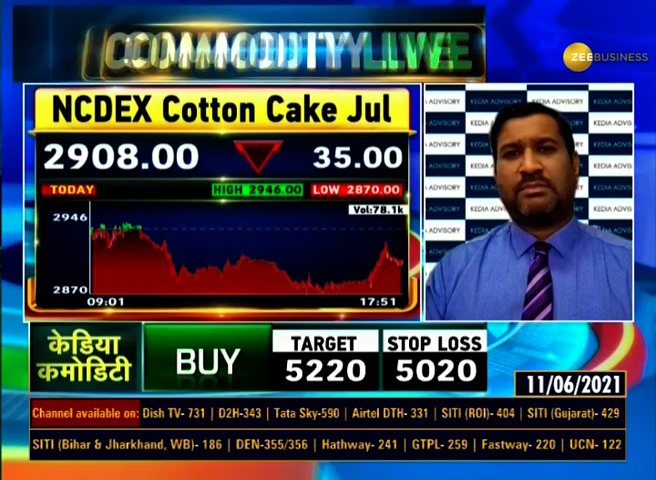 COMMODITY LIVE
ZEE BUSINESS
NCDEX Cotton Cake Jul
2908.00 35.00
TODAY HIGH 2946.00 LOW 2870.00
Vol:78.1k
2946
2870
09:01 17:51
KEDIA ADVISORY
केडिया
कमोडिटी
BUY
TARGET
5220
STOP LOSS
5020
11/06/2021
Channel available on: Dish TV- 731 | D2H-343 | Tata Sky-590 | Airtel DTH- 331 | SITI (ROI)- 404 | SITI (Gujarat)- 429
SITI (Bihar & Jharkhand, WB)- 186 | DEN-355/356 | Hathway- 241 | GTPL- 259 | Fastway- 220 | UCN- 122